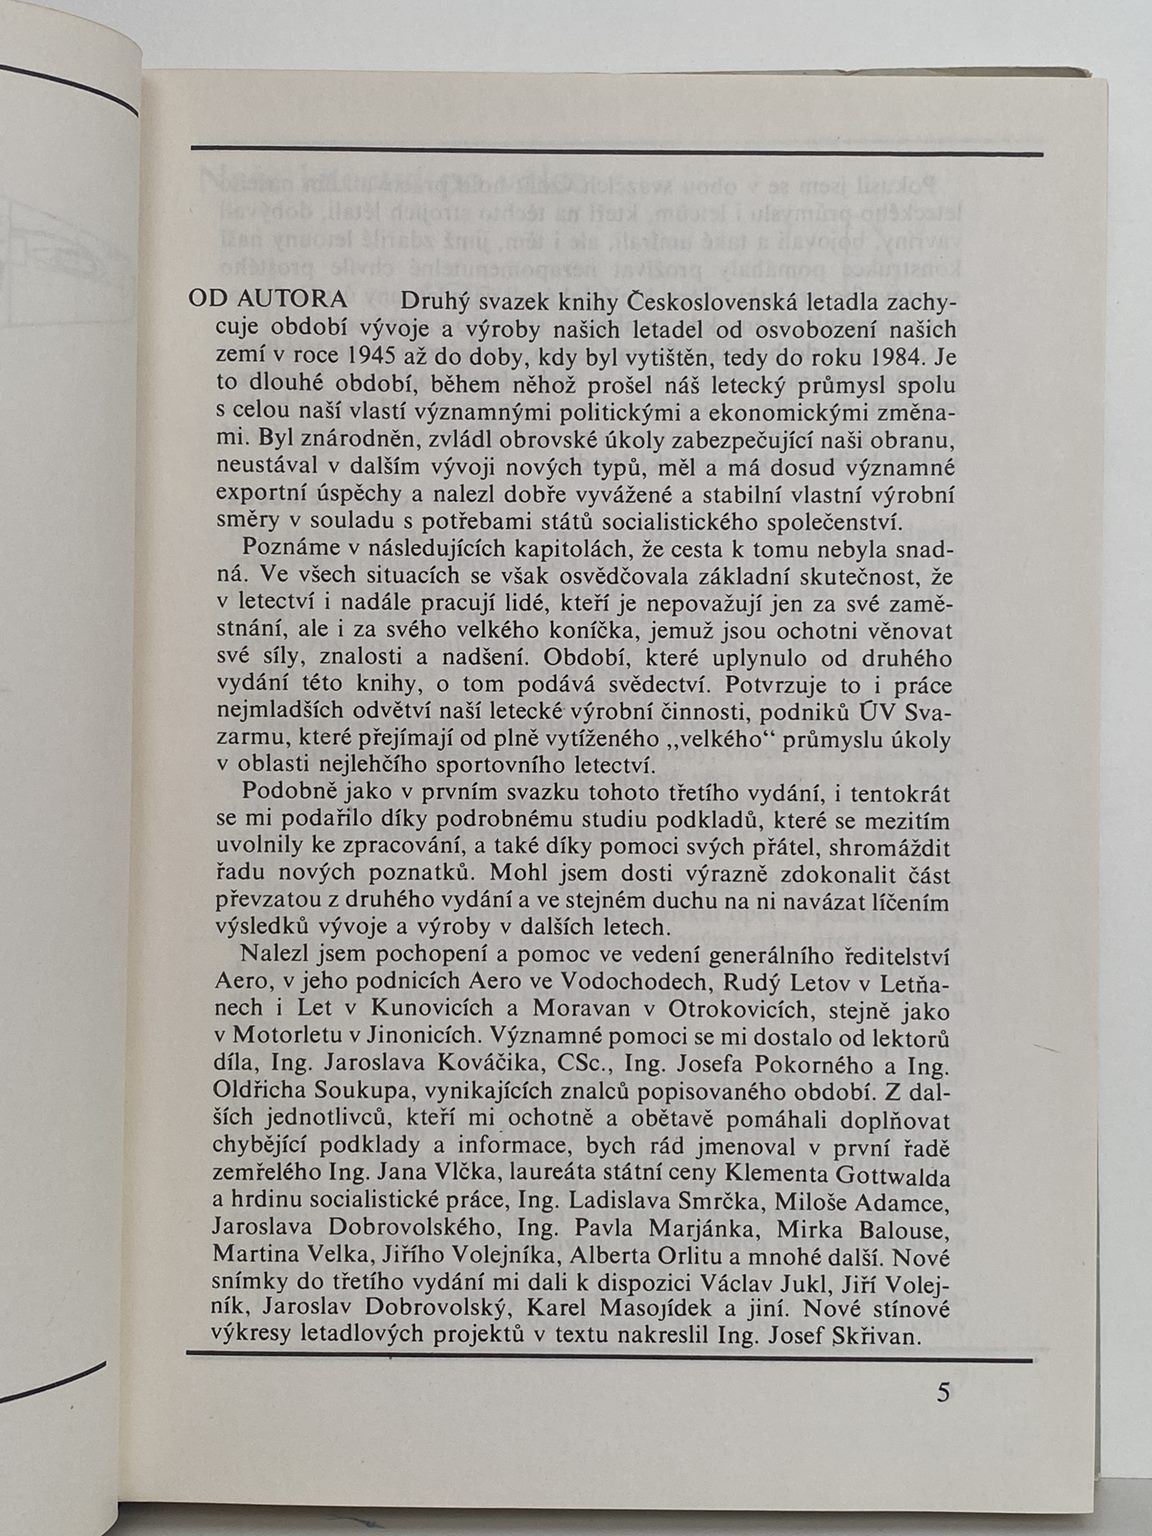 OD AUTORA Druhý svazek knihy Československá letadla zachy-
cuje období vývoje a výroby našich letadel od osvobození našich
zemí v roce 1945 až do doby, kdy byl vytištěn, tedy do roku 1984. Je
to dlouhé období, během něhož prošel náš letecký průmysl spolu
s celou naší vlastí významnými politickými a ekonomickými změna-
mi. Byl znárodněn, zvládl obrovské úkoly zabezpečující naši obranu,
neustával v dalším vývoji nových typů, měl a má dosud významné
exportní úspěchy a nalezl dobře vyvážené a stabilní vlastní výrobní
směry v souladu s potřebami států socialistického společenství.
Poznáme v následujících kapitolách, že cesta k tomu nebyla snad-
ná. Ve všech situacích se však osvědčovala základní skutečnost, že
v letectví i nadále pracují lidé, kteří je nepovažují jen za své zamě-
stnání, ale i za svého velkého koníčka, jemuž jsou ochotni věnovat
své síly, znalosti a nadšení. Období, které uplynulo od druhého
vydání této knihy, o tom podává svědectví. Potvrzuje to i práce
nejmladších odvětví naší letecké výrobní činnosti, podniků ÚV Sva-
zarmu, které přejímají od plně vytíženého „velkého“ průmyslu úkoly
v oblasti nejlehčího sportovního letectví.
Podobně jako v prvním svazku tohoto třetího vydání, i tentokrát
se mi podařilo díky podrobnému studiu podkladů, které se mezitím
uvolnily ke zpracování, a také díky pomoci svých přátel, shromáždit
řadu nových poznatků. Mohl jsem dosti výrazně zdokonalit část
převzatou z druhého vydání a ve stejném duchu na ni navázat líčením
výsledků vývoje a výroby v dalších letech.
Nalezl jsem pochopení a pomoc ve vedení generálního ředitelství
Aero, v jeho podnicích Aero ve Vodochodech, Rudý Letov v Letňa-
nech i Let v Kunovicích a Moravan v Otrokovicích, stejně jako
v Motorletu v Jinonicích. Významné pomoci se mi dostalo od lektorů
díla, Ing. Jaroslava Kováčika, CSc., Ing. Josefa Pokorného a Ing.
Oldřicha Soukupa, vynikajících znalců popisovaného období. Z dal-
ších jednotlivců, kteří mi ochotně a obětavě pomáhali doplňovat
chybějící podklady a informace, bych rád jmenoval v první řadě
zemřelého Ing. Jana Vlčka, laureáta státní ceny Klementa Gottwalda
a hrdinu socialistické práce, Ing. Ladislava Smrčka, Miloše Adamce,
Jaroslava Dobrovolského, Ing. Pavla Marjánka, Mirka Balouse,
Martina Velka, Jiřího Volejníka, Alberta Orlitu a mnohé další. Nové
snímky do třetího vydání mi dali k dispozici Václav Jukl, Jiří Volej-
ník, Jaroslav Dobrovolský, Karel Masojídek a jiní. Nové stínové
výkresy letadlových projektů v textu nakreslil Ing. Josef Skřivan.
5